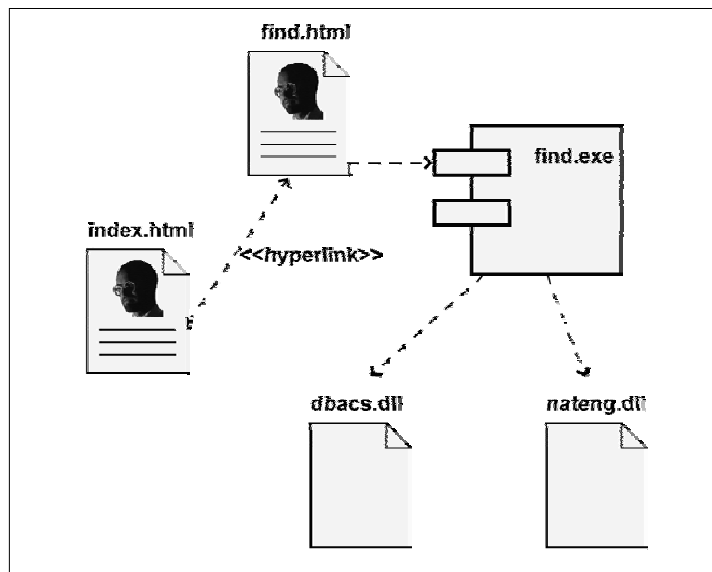 find.html
find.exe
index.html
<<hyperlink>>
dbacs.dll
nateng.dll